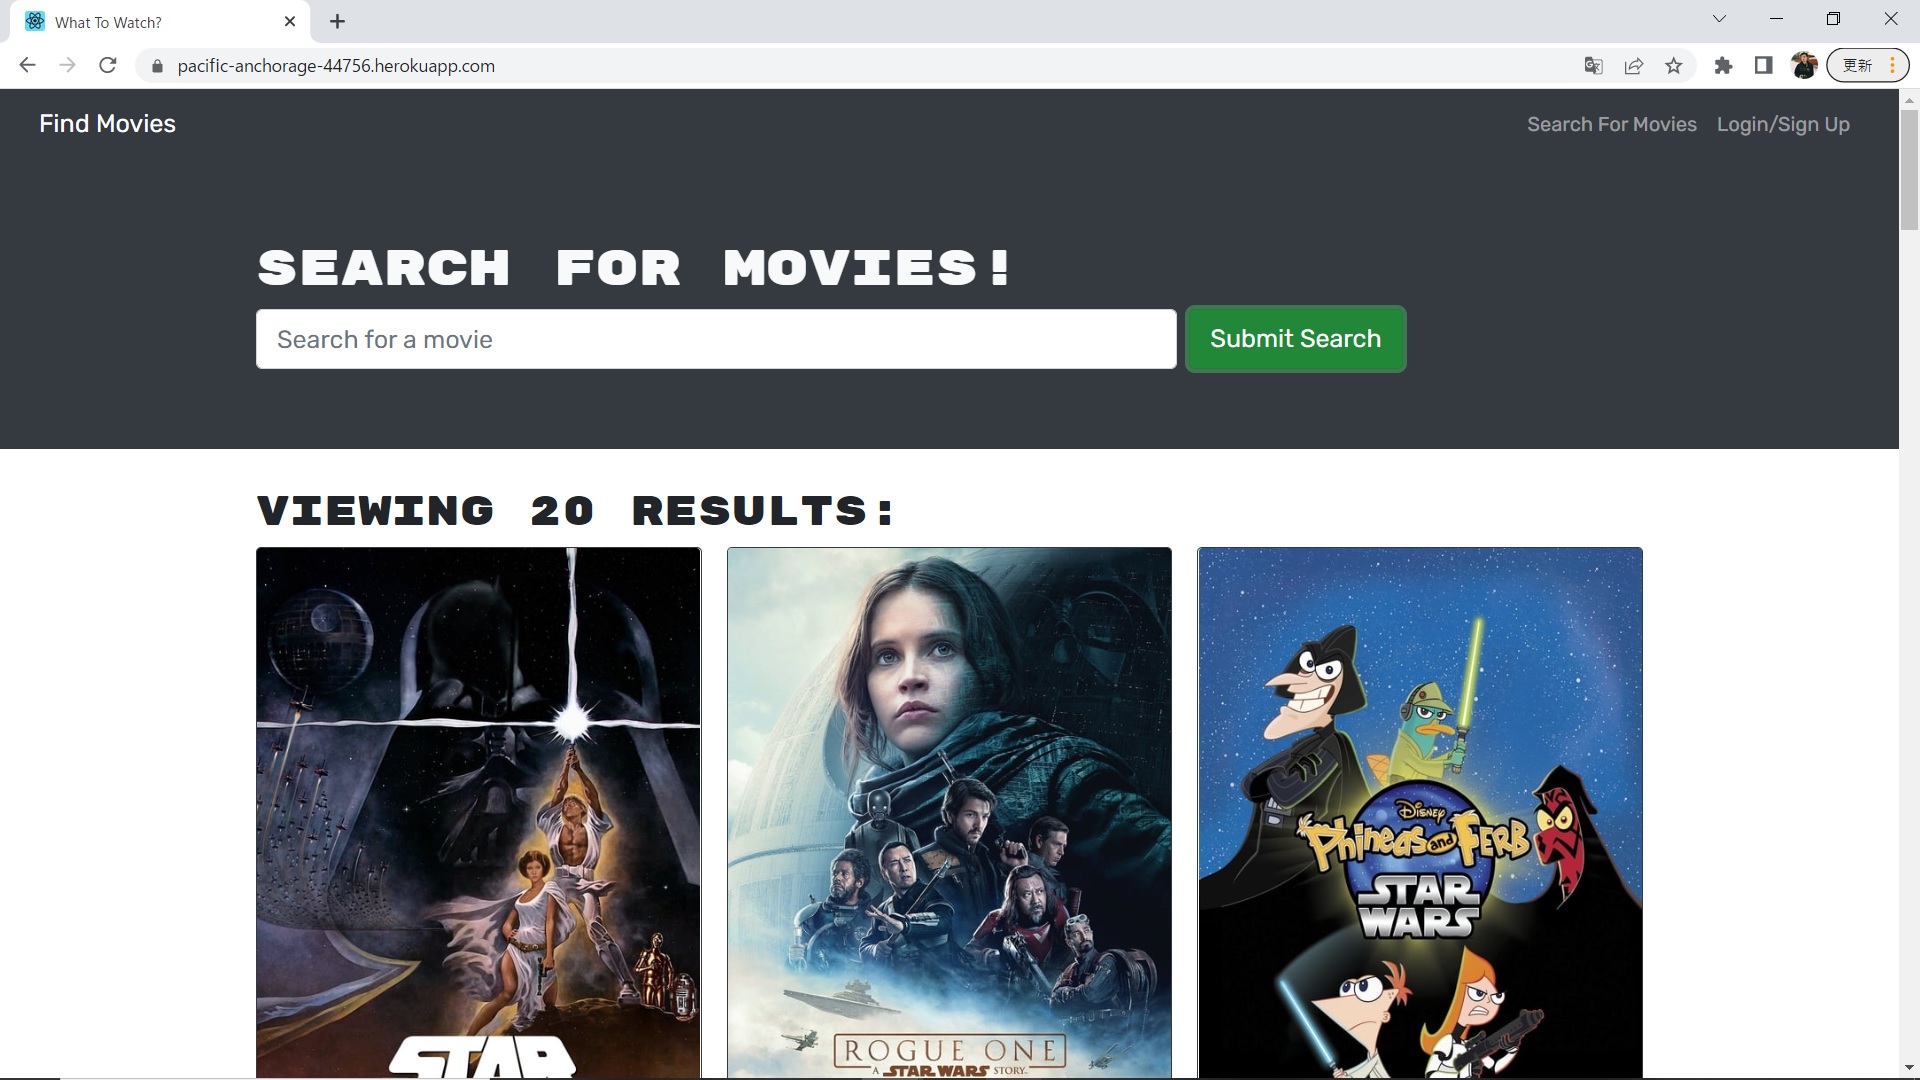 What To Watch?
pacific-anchorage-44756.herokuapp.com
更新
Find Movies
Search For Movies
Login/Sign Up
SEARCH FOR MOVIES!
Search for a movie
Submit Search
VIEWING 20 RESULTS:
STAR
ROGUE ONE
A STAR WARS STORY
Disney
Phineas and Ferb
STAR
WARS